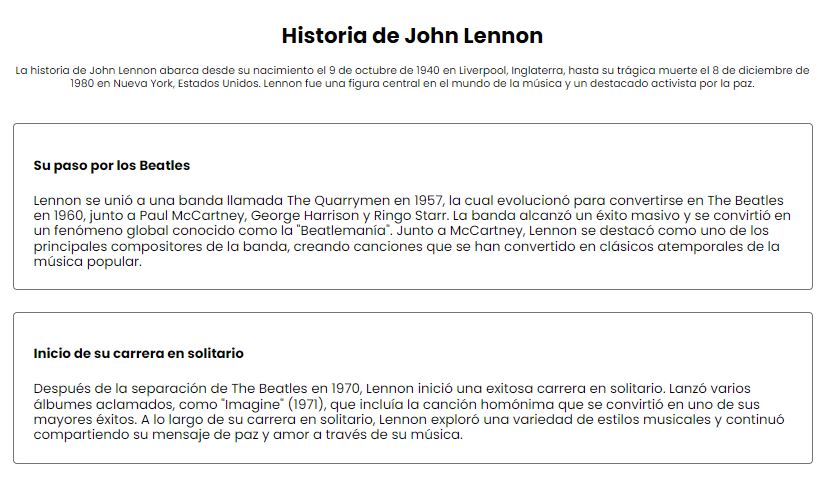 Historia de John Lennon
La historia de John Lennon abarca desde su nacimiento el 9 de octubre de 1940 en Liverpool, Inglaterra, hasta su trágica muerte el 8 de diciembre de
1980 en Nueva York, Estados Unidos. Lennon fue una figura central en el mundo de la música y un destacado activista por la paz.
Su paso por los Beatles
Lennon se unió a una banda llamada The Quarrymen en 1957, la cual evolucionó para convertirse en The Beatles
en 1960, junto a Paul McCartney, George Harrison y Ringo Starr. La banda alcanzó un éxito masivo y se convirtió en
un fenómeno global conocido como la "Beatlemanía". Junto a McCartney, Lennon se destacó como uno de los
principales compositores de la banda, creando canciones que se han convertido en clásicos atemporales de la
música popular.
Inicio de su carrera en solitario
Después de la separación de The Beatles en 1970, Lennon inició una exitosa carrera en solitario. Lanzó varios
álbumes aclamados, como "Imagine" (1971), que incluía la canción homónima que se convirtió en uno de sus
mayores éxitos. A lo largo de su carrera en solitario, Lennon exploró una variedad de estilos musicales y continuó
compartiendo su mensaje de paz y amor a través de su música.